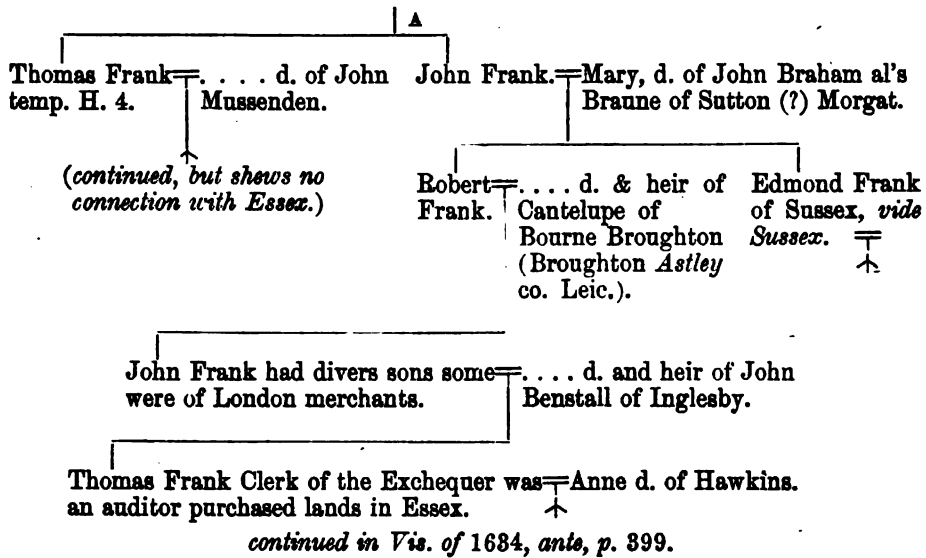 A
Thomas Frank=. . . . d. of John
temp. H. 4. Mussenden.
John Frank.=Mary, d. of John Braham al's
Braune of Sutton (?) Morgat.
(continued, but shews no
connection with Essex.)
Robert=. . . . d. & heir of
Frank. Cantelupe of
Bourne Broughton
(Broughton Astley
co. Leic.).
Edmond Frank
of Sussex, vide
Sussex. =
John Frank had divers sons some=. . . . d. and heir of John
were of London merchants. Benstall of Inglesby.
Thomas Frank Clerk of the Exchequer was=Anne d. of Hawkins.
an auditor purchased lands in Essex.
continued in Vis. of 1634, ante, p. 399.